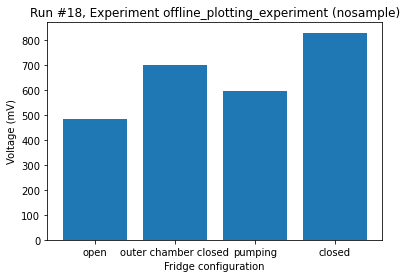 Run #18, Experiment offline_plotting_experiment (nosample)
800
700
600
500
400
300
200
100
0
Voltage (mV)
open outer chamber closed pumping closed
Fridge configuration